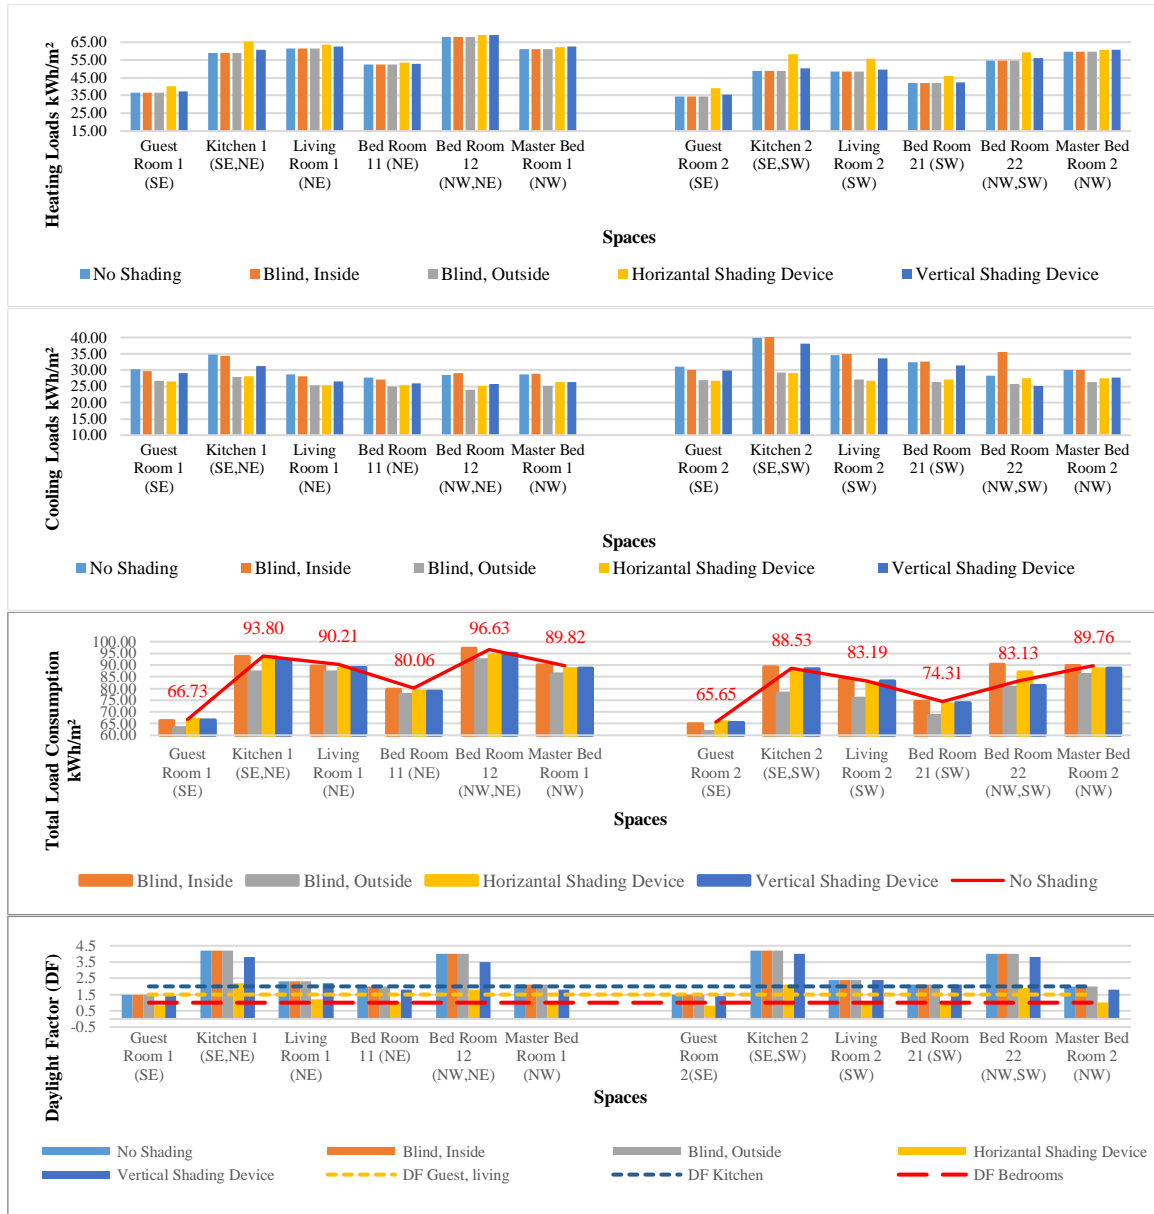 Heating Loads kWh/m²
65.00
55.00
45.00
35.00
25.00
15.00
Guest Room 1 (SE)
Kitchen 1 (SE,NE)
Living Room 1 (NE)
Bed Room 11 (NE)
Bed Room 12 (NW,NE)
Master Bed Room 1 (NW)
Guest Room 2 (SE)
Kitchen 2 (SE,SW)
Living Room 2 (SW)
Bed Room 21 (SW)
Bed Room 22 (NW,SW)
Master Bed Room 2 (NW)
Spaces
No Shading Blind, Inside Blind, Outside Horizantal Shading Device Vertical Shading Device
Cooling Loads kWh/m²
40.00
35.00
30.00
25.00
20.00
15.00
10.00
Guest Room 1 (SE)
Kitchen 1 (SE,NE)
Living Room 1 (NE)
Bed Room 11 (NE)
Bed Room 12 (NW,NE)
Master Bed Room 1 (NW)
Guest Room 2 (SE)
Kitchen 2 (SE,SW)
Living Room 2 (SW)
Bed Room 21 (SW)
Bed Room 22 (NW,SW)
Master Bed Room 2 (NW)
Spaces
No Shading Blind, Inside Blind, Outside Horizantal Shading Device Vertical Shading Device
Total Load Consumption kWh/m²
100.00
95.00
90.00
85.00
80.00
75.00
70.00
65.00
60.00
66.73
93.80
90.21
80.06
96.63
89.82
65.65
88.53
83.19
74.31
83.13
89.76
Guest Room 1 (SE)
Kitchen 1 (SE,NE)
Living Room 1 (NE)
Bed Room 11 (NE)
Bed Room 12 (NW,NE)
Master Bed Room 1 (NW)
Guest Room 2 (SE)
Kitchen 2 (SE,SW)
Living Room 2 (SW)
Bed Room 21 (SW)
Bed Room 22 (NW,SW)
Master Bed Room 2 (NW)
Spaces
Blind, Inside Blind, Outside Horizantal Shading Device Vertical Shading Device No Shading
Daylight Factor (DF)
4.5
3.5
2.5
1.5
0.5
-0.5
Guest Room 1 (SE)
Kitchen 1 (SE,NE)
Living Room 1 (NE)
Bed Room 11 (NE)
Bed Room 12 (NW,NE)
Master Bed Room 1 (NW)
Guest Room 2(SE)
Kitchen 2 (SE,SW)
Living Room 2 (SW)
Bed Room 21 (SW)
Bed Room 22 (NW,SW)
Master Bed Room 2 (NW)
Spaces
No Shading Blind, Inside Blind, Outside Horizantal Shading Device
Vertical Shading Device DF Guest, living DF Kitchen DF Bedrooms